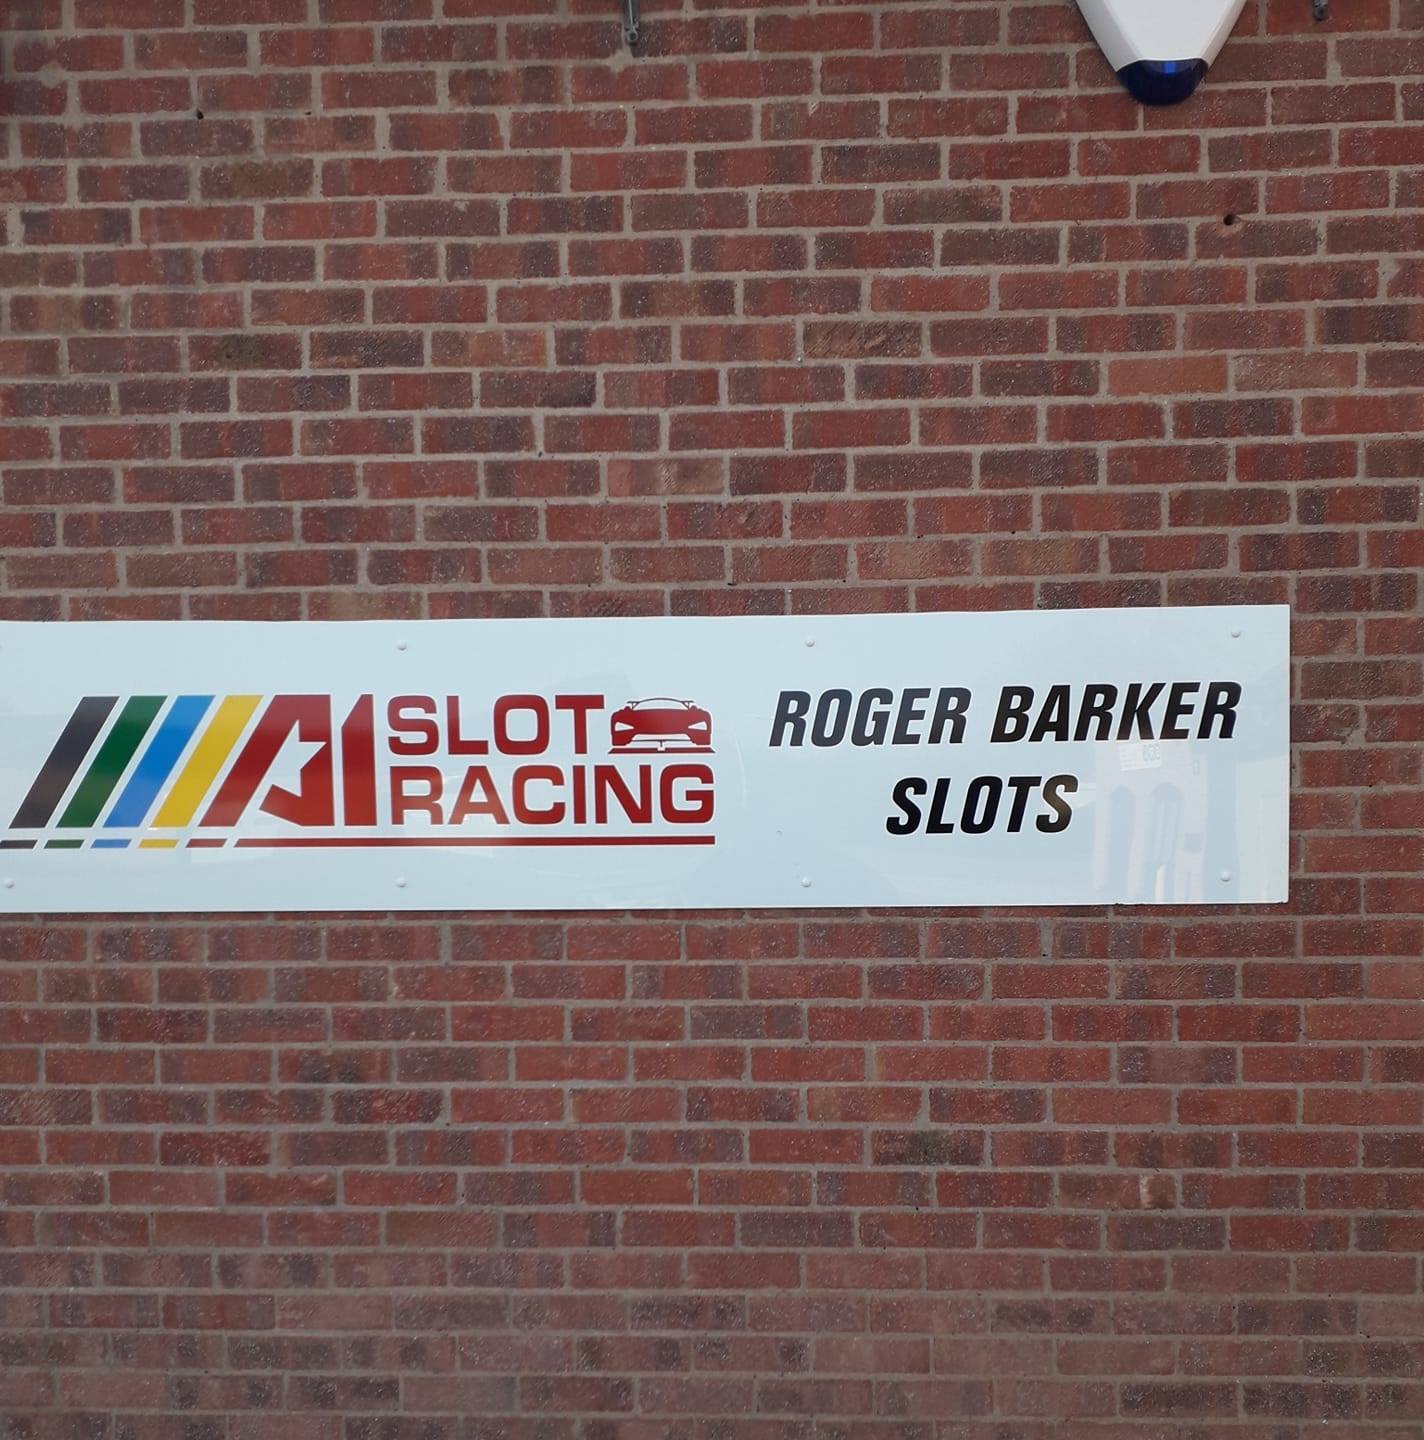 A1 SLOT
RACING
ROGER BARKER
SLOTS